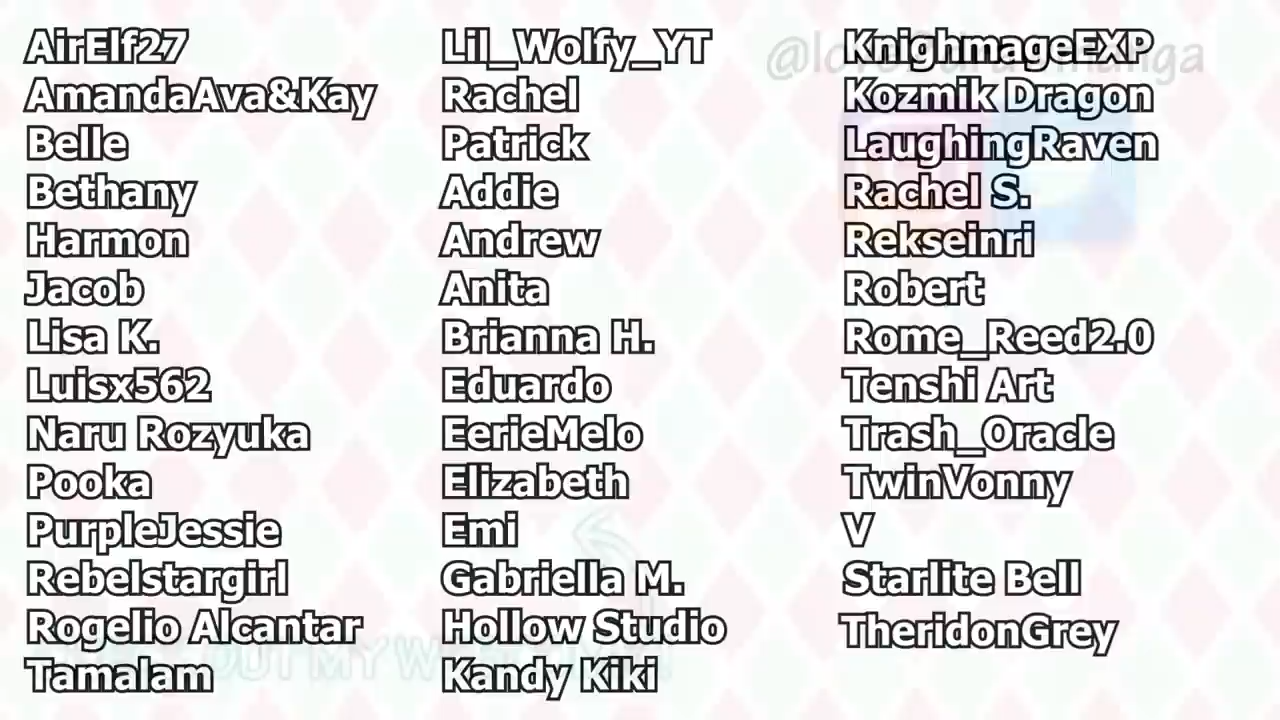 AirElf27
AmandaAva&Kay
Belle
Bethany
Harmon
Jacob
Lisa K.
Luisx562
Naru Rozyuka
Pooka
PurpleJessie
Rebelstargirl
Rogelio Alcantar
Tamalam
Lil_Wolfy_YT
Rachel
Patrick
Addie
Andrew
Anita
Brianna H.
Eduardo
EerieMelo
Elizabeth
Emi
Gabriella M.
Hollow Studio
Kandy Kiki
KnighmageEXP
Kozmik Dragon
LaughingRaven
Rachel S.
Rekseinri
Robert
Rome_Reed2.0
Tenshi Art
Trash_Oracle
TwinVonny
V
Starlite Bell
TheridonGrey